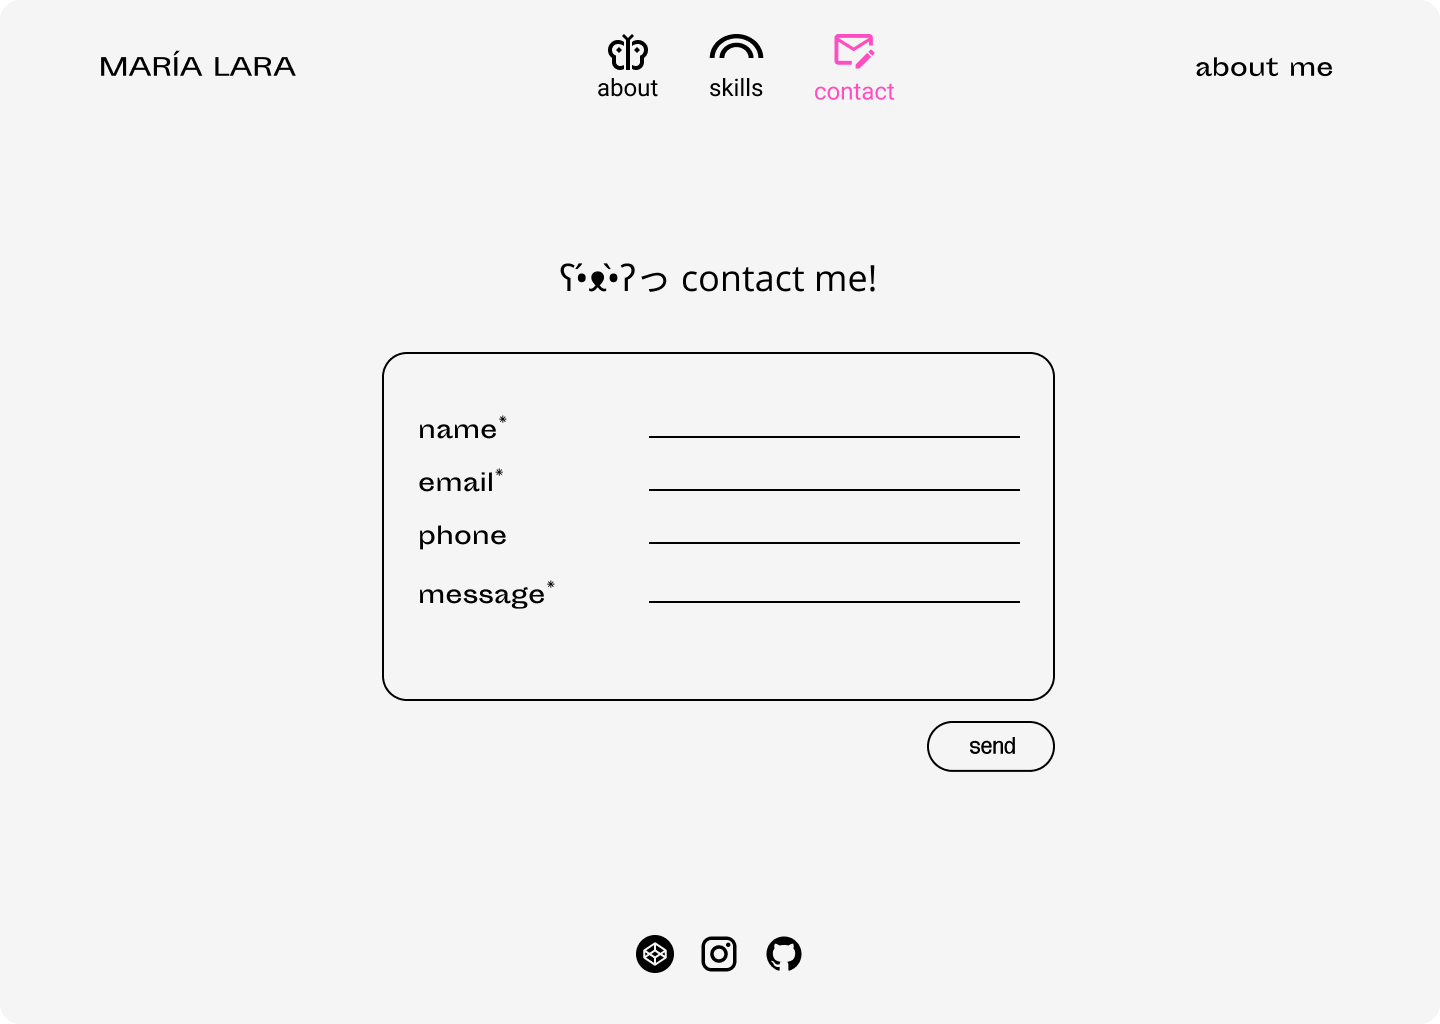 MARÍA LARA
about
skills
contact
about me
ʕ•́ᴥ•̀ʔっ contact me!
name*
email*
phone
message*
send